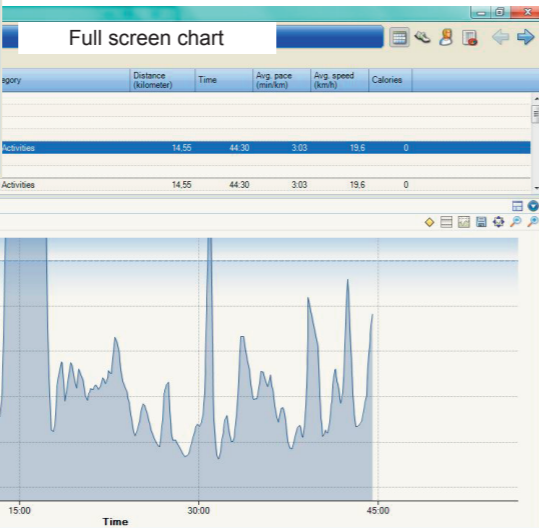 Full screen chart
egory Distance (kilometer) Time Avg. pace (min/km) Avg. speed (km/h) Calories
Activities 14,55 44:30 3:03 19,6 0
Activities 14,55 44:30 3:03 19,6 0
15:00 30:00 45:00
Time